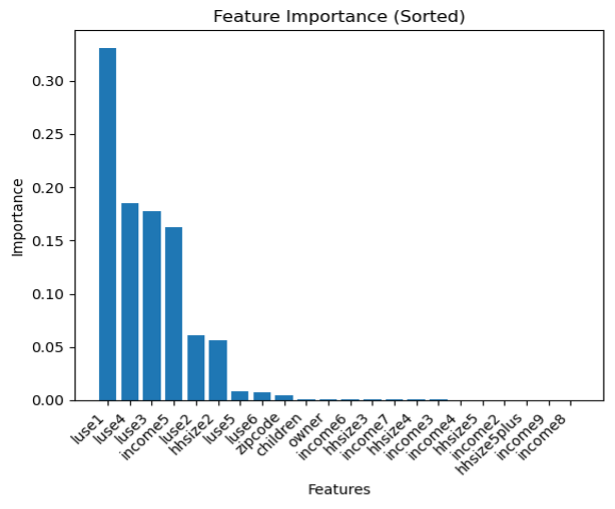 Feature Importance (Sorted)
Importance
0.30
0.25
0.20
0.15
0.10
0.05
0.00
luse1
luse4
luse3
income5
luse2
hhsize2
luse5
luse6
zipcode
children
owner
income6
hhsize3
income7
hhsize4
income3
income4
hhsize5
income2
hhsize5plus
income9
income8
Features